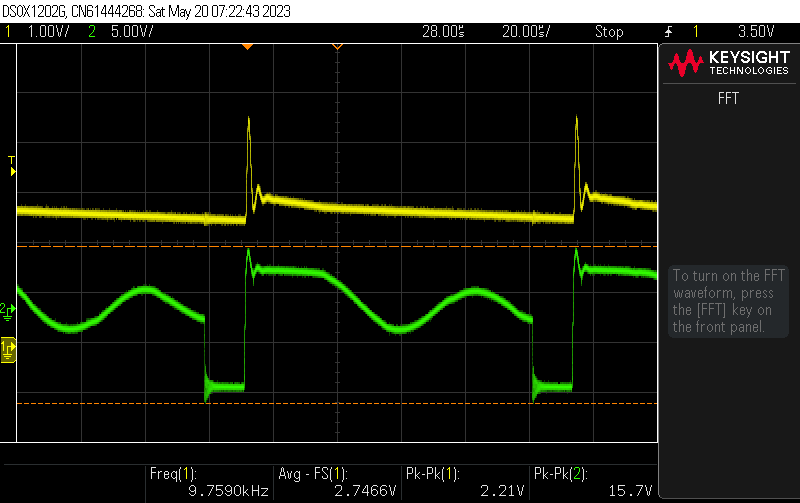 DSOX1202G, CN61444268: Sat May 20 07:22:43 2023
1 1.00V/ 2 5.00V/ 28.00µs 20.00µs/ Stop 1 3.50V
KEYSIGHT
TECHNOLOGIES
FFT
T
2
1
To turn on the FFT
waveform, press
the [FFT] key on
the front panel.
Freq(1): Avg - FS(1): Pk-Pk(1): Pk-Pk(2):
9.7590kHz 2.7466V 2.21V 15.7V